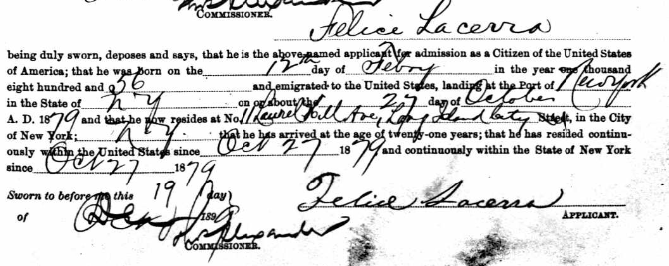 COMMISSIONER.
Felice Lacerra
being duly sworn, deposes and says, that he is the above-named applicant for admission as a Citizen of the United States
of America; that he was born on the 12th day of Febry in the year one thousand
eight hundred and 36 and emigrated to the United States, landing at the Port of New York
in the State of N.Y. on or about the 27 day of October
A. D. 1879 and that he now resides at No. Laurel Hill Ave, Long Island City Street, in the City
of New York; N.Y. that he has arrived at the age of twenty-one years; that he has resided continu-
ously within the United States since Oct 27 1879 and continuously within the State of New York
since Oct 27 1879
Sworn to before me this 19 day) Felice Lacerra
of 189 APPLICANT.
Alexander
COMMISSIONER.